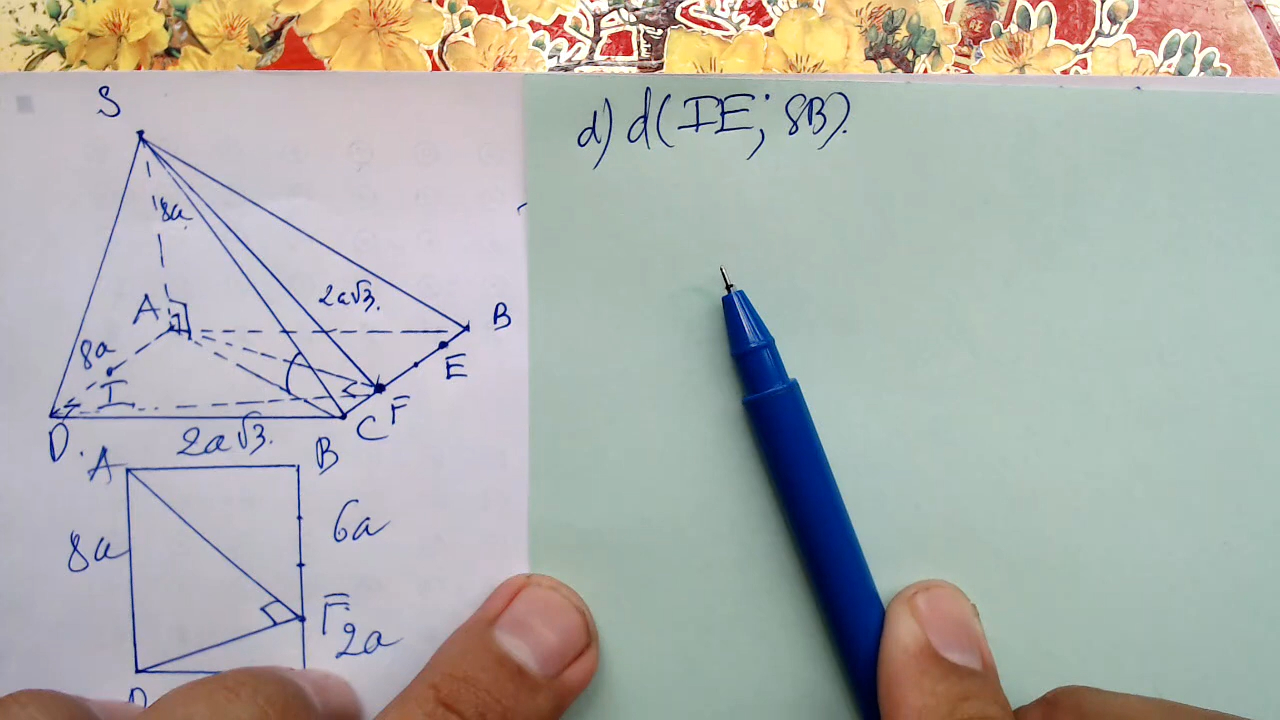 S
8a
2a√3.
A
B
8a
E
I
F
D.
C
B
2a√3.
A
B
8a
6a
F
2a
D
d) d(IE; SB).